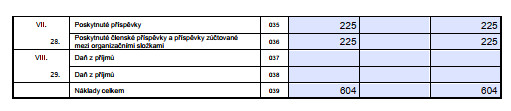 VII. Poskytnuté příspěvky 035 225 225
28. Poskytnuté členské příspěvky a příspěvky zúčtované
mezi organizačními složkami 036 225 225
VIII. Daň z příjmů 037
29. Daň z příjmů 038
Náklady celkem 039 604 604